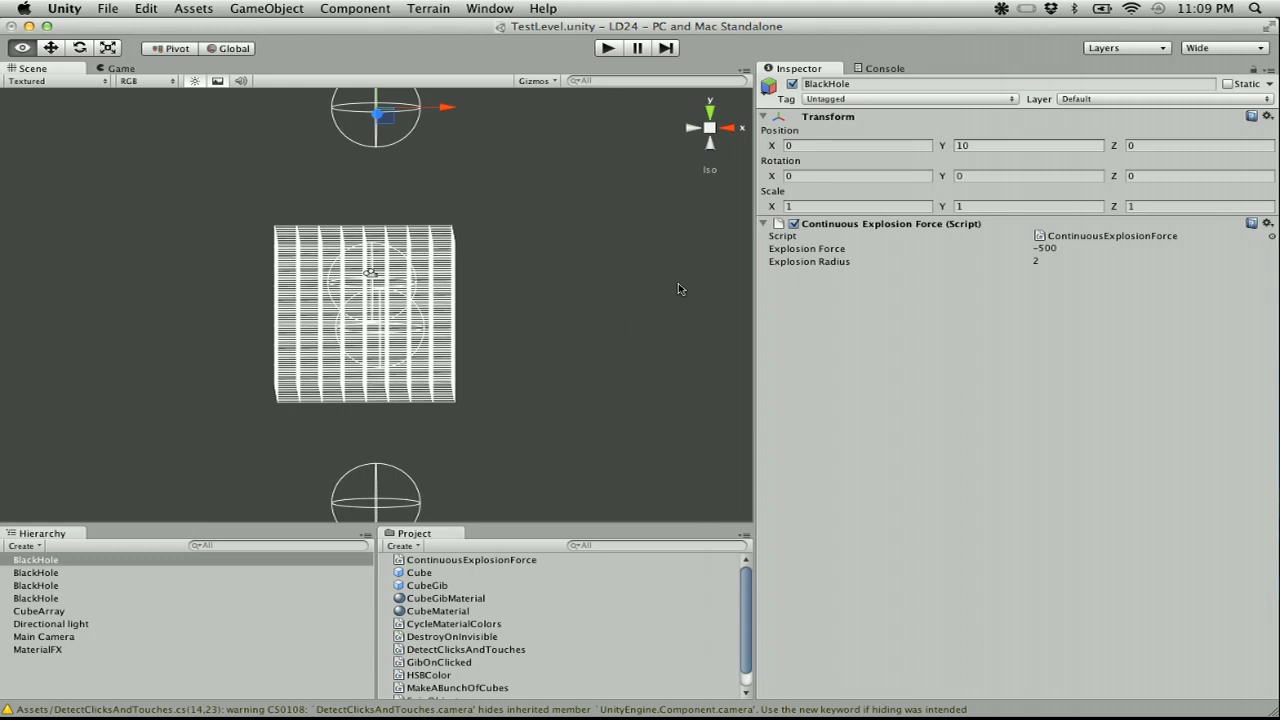 Unity File Edit Assets GameObject Component Terrain Window Help 11:09 PM
TestLevel.unity - LD24 - PC and Mac Standalone
Pivot Global Layers Wide
Scene Game Inspector Console
Textured RGB Gizmos All
BlackHole Static
Tag Untagged Layer Default
Transform
Position
X 0 Y 10 Z 0
Rotation
X 0 Y 0 Z 0
Scale
X 1 Y 1 Z 1
Continuous Explosion Force (Script)
Script ContinuousExplosionForce
Explosion Force -500
Explosion Radius 2
y
x
Iso
Hierarchy
Create All
BlackHole
BlackHole
BlackHole
BlackHole
CubeArray
Directional light
Main Camera
MaterialFX
Project
Create All
ContinuousExplosionForce
Cube
CubeGib
CubeGibMaterial
CubeMaterial
CycleMaterialColors
DestroyOnInvisible
DetectClicksAndTouches
GibOnClicked
HSBColor
MakeABunchOfCubes
Assets/DetectClicksAndTouches.cs(14,23): warning CS0108: `DetectClicksAndTouches.camera' hides inherited member `UnityEngine.Component.camera'. Use the new keyword if hiding was intended